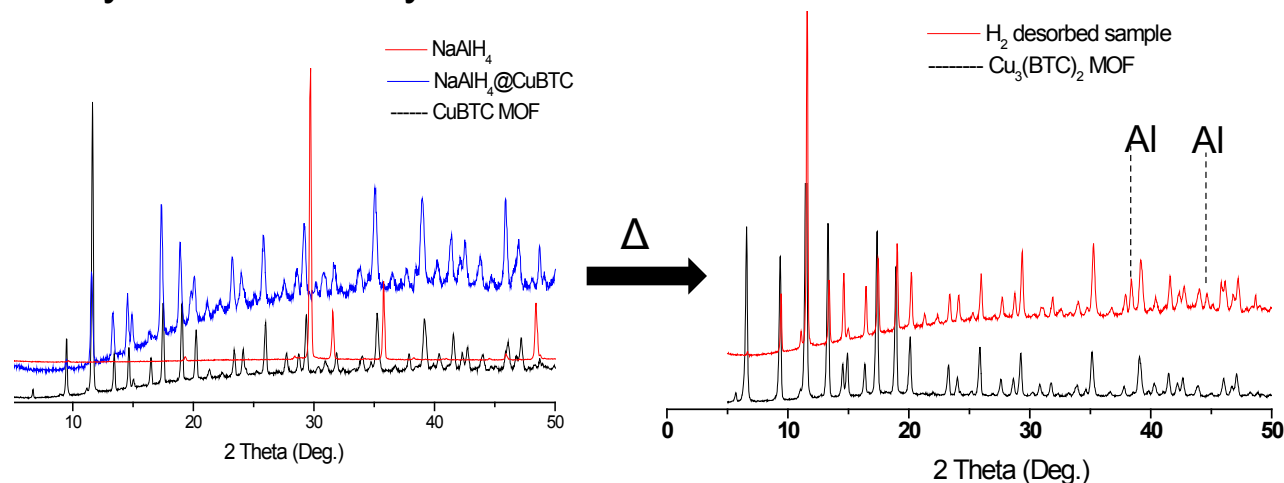 NaAlH4
NaAlH4@CuBTC
CuBTC MOF
10 20 30 40 50
2 Theta (Deg.)
Δ
H2 desorbed sample
Cu3(BTC)2 MOF
Al Al
0 10 20 30 40 50
2 Theta (Deg.)